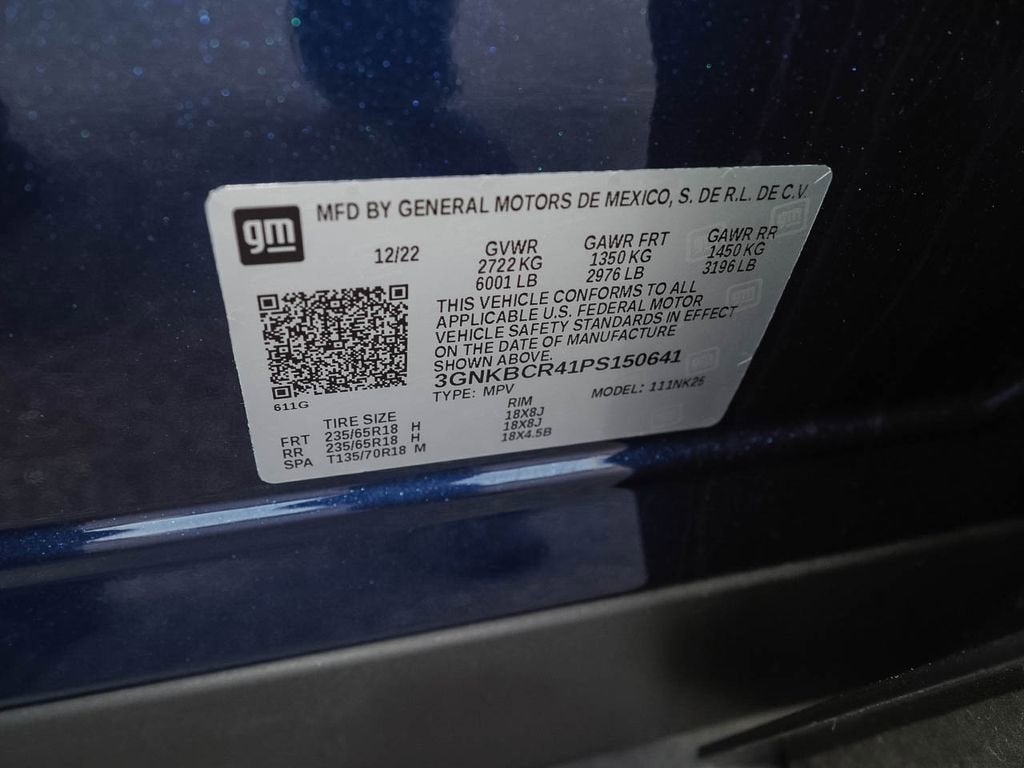 gm
MFD BY GENERAL MOTORS DE MEXICO, S. DE R.L. DE C.V.
12/22
GVWR
2722 KG
6001 LB
GAWR FRT
1350 KG
2976 LB
GAWR RR
1450 KG
3196 LB
THIS VEHICLE CONFORMS TO ALL
APPLICABLE U.S. FEDERAL MOTOR
VEHICLE SAFETY STANDARDS IN EFFECT
ON THE DATE OF MANUFACTURE
SHOWN ABOVE.
3GNKBCR41PS150641
TYPE: MPV MODEL: 111NK26
611G
TIRE SIZE RIM
FRT 235/65R18 H 18X8J
RR 235/65R18 H 18X8J
SPA T135/70R18 M 18X4.5B